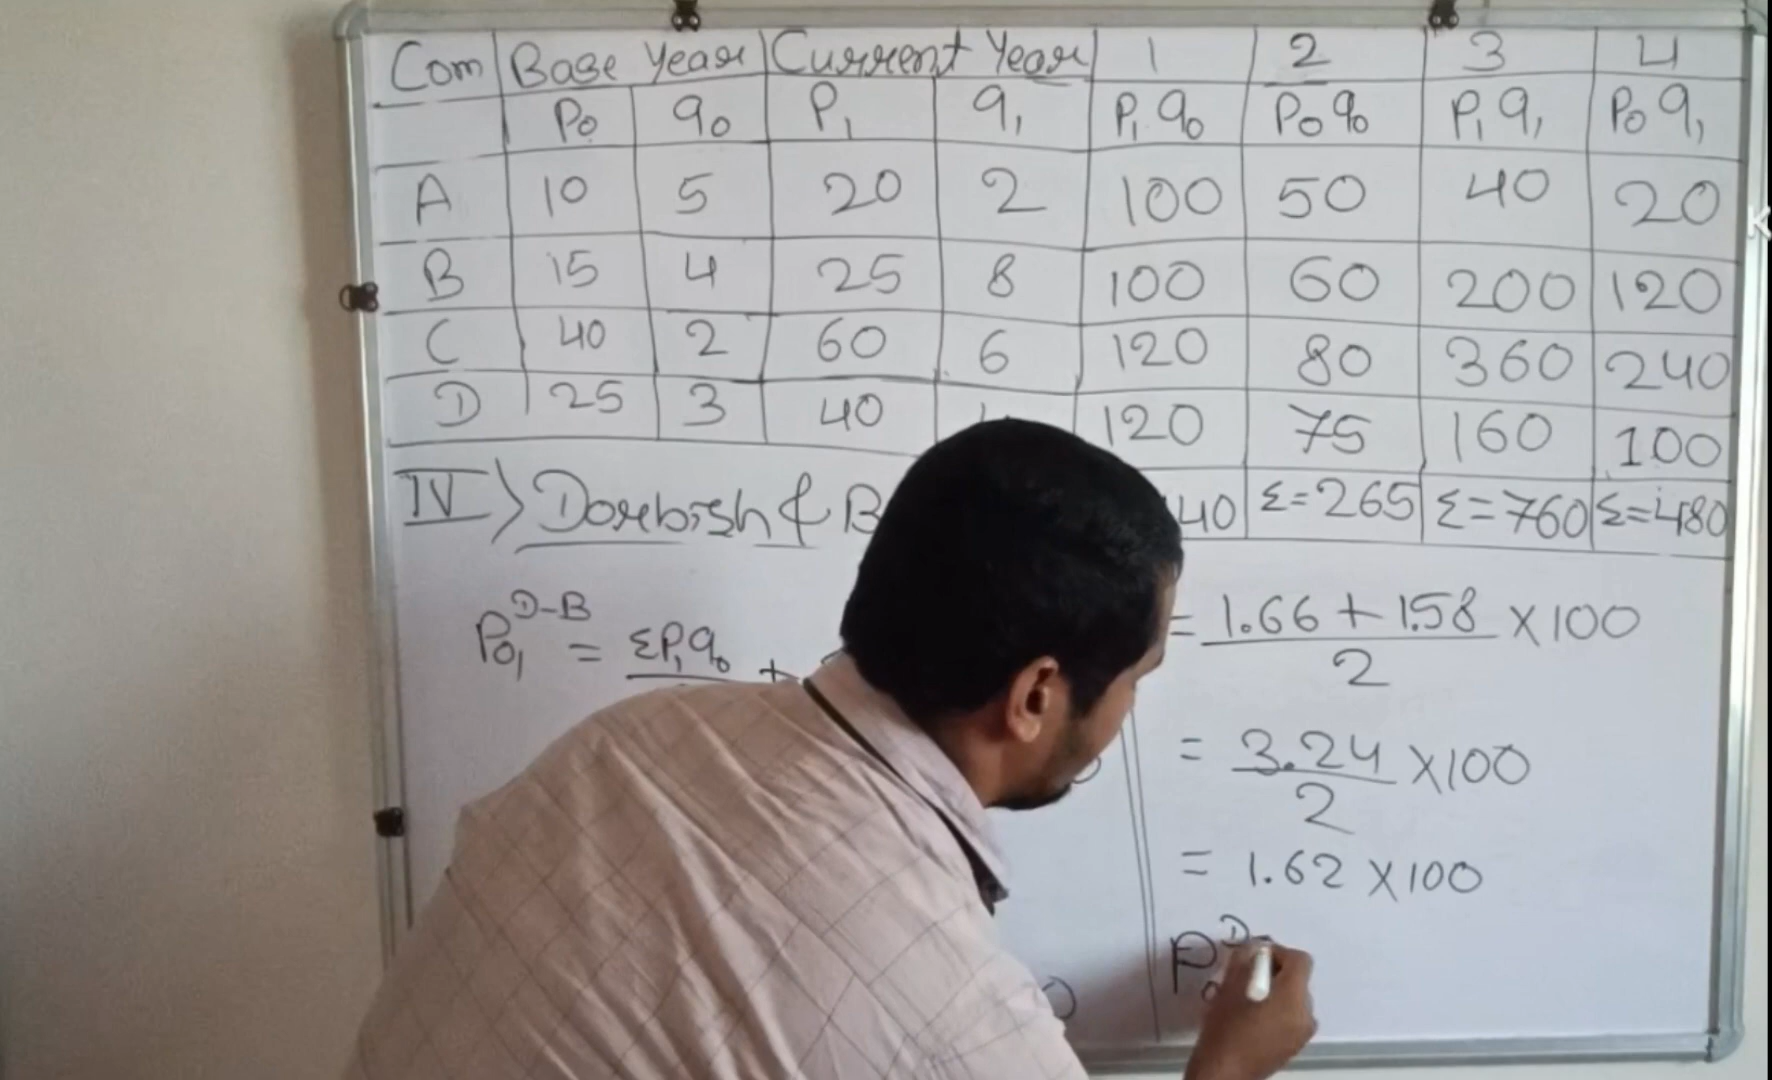 Com Base Year Current Year 1 2 3 4
P₀ q₀ P₁ q₁ P₁q₀ P₀q₀ P₁q₁ P₀q₁
A 10 5 20 2 100 50 40 20
B 15 4 25 8 100 60 200 120
C 40 2 60 6 120 80 360 240
D 25 3 40 120 75 160 100
IV) Dorbish & B 40 Σ=265 Σ=760 Σ=480
P₀₁ᴰ⁻ᴮ = ΣP₁q₀ +
= 1.66 + 1.58 × 100
2
= 3.24 × 100
2
= 1.62 × 100
P₀ᴰ⁻